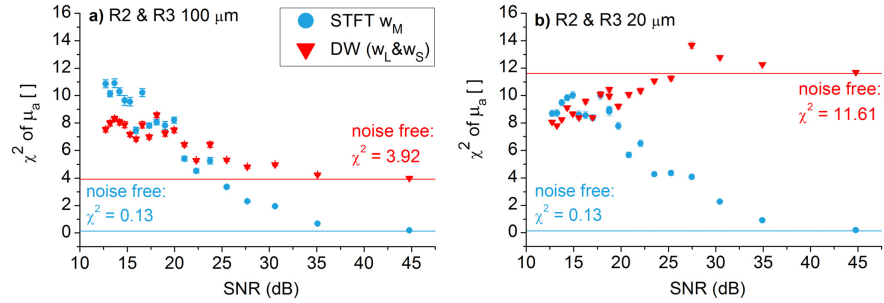 a) R2 & R3 100 μm
STFT w_M
DW (w_L&w_S)
χ² of μ_a [ ]
16
14
12
10
8
6
4
2
0
noise free:
χ² = 3.92
noise free:
χ² = 0.13
10 15 20 25 30 35 40 45
SNR (dB)
b) R2 & R3 20 μm
χ² of μ_a [ ]
16
14
12
10
8
6
4
2
0
noise free:
χ² = 11.61
noise free:
χ² = 0.13
10 15 20 25 30 35 40 45
SNR (dB)